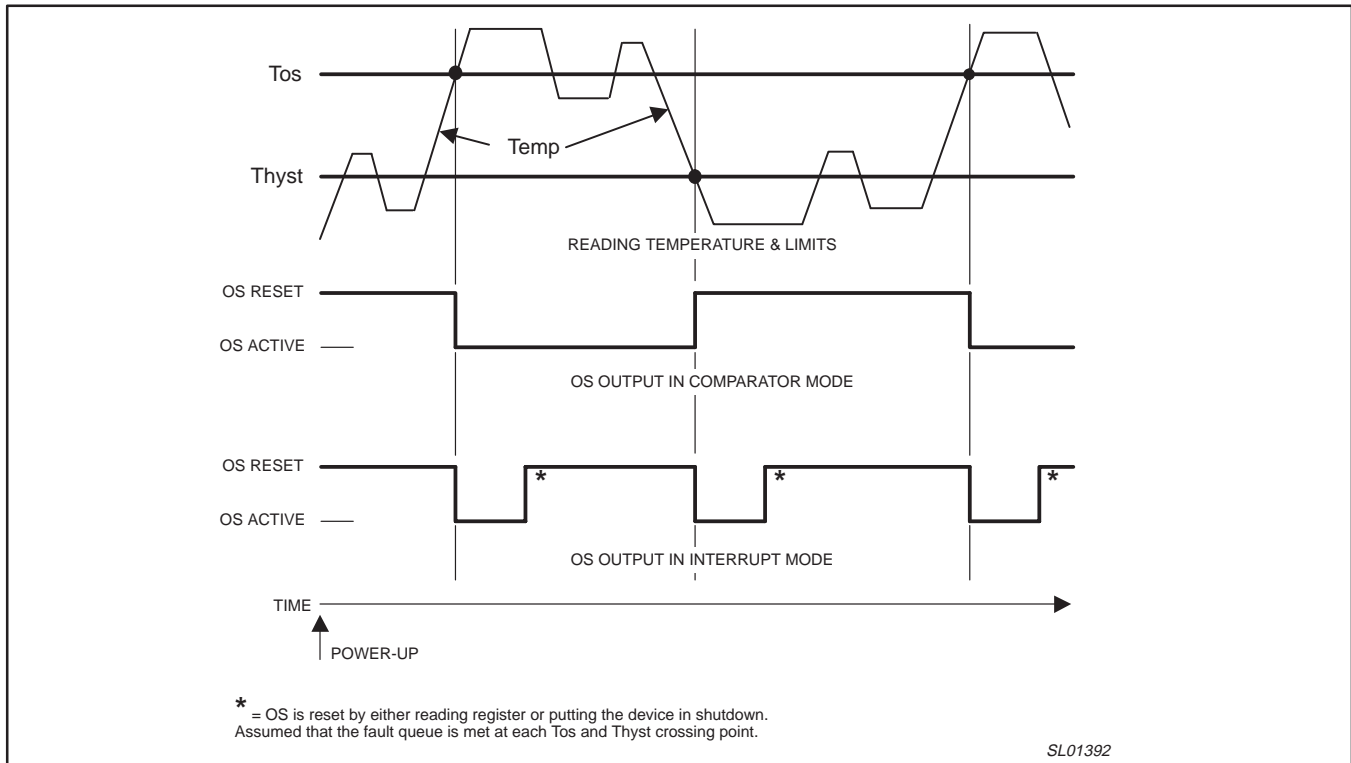 Tos
Temp
Thyst
READING TEMPERATURE & LIMITS
OS RESET
OS ACTIVE
OS OUTPUT IN COMPARATOR MODE
OS RESET
*
*
*
OS ACTIVE
OS OUTPUT IN INTERRUPT MODE
TIME
POWER-UP
* = OS is reset by either reading register or putting the device in shutdown.
Assumed that the fault queue is met at each Tos and Thyst crossing point.
SL01392